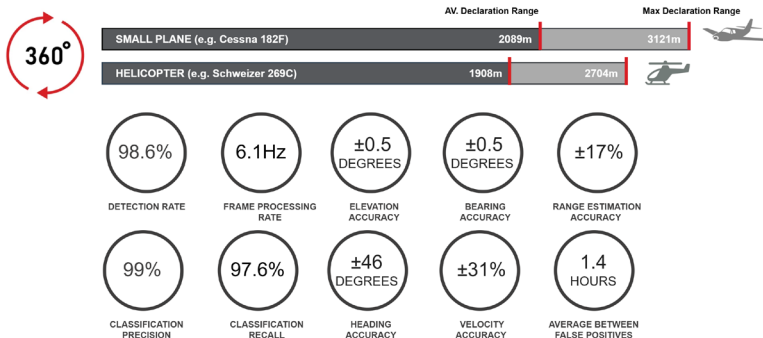 AV. Declaration Range
Max Declaration Range
360°
SMALL PLANE (e.g. Cessna 182F)
2089m
3121m
HELICOPTER (e.g. Schweizer 269C)
1908m
2704m
98.6%
DETECTION RATE
6.1Hz
FRAME PROCESSING
RATE
±0.5
DEGREES
ELEVATION
ACCURACY
±0.5
DEGREES
BEARING
ACCURACY
±17%
RANGE ESTIMATION
ACCURACY
99%
CLASSIFICATION
PRECISION
97.6%
CLASSIFICATION
RECALL
±46
DEGREES
HEADING
ACCURACY
±31%
VELOCITY
ACCURACY
1.4
HOURS
AVERAGE BETWEEN
FALSE POSITIVES